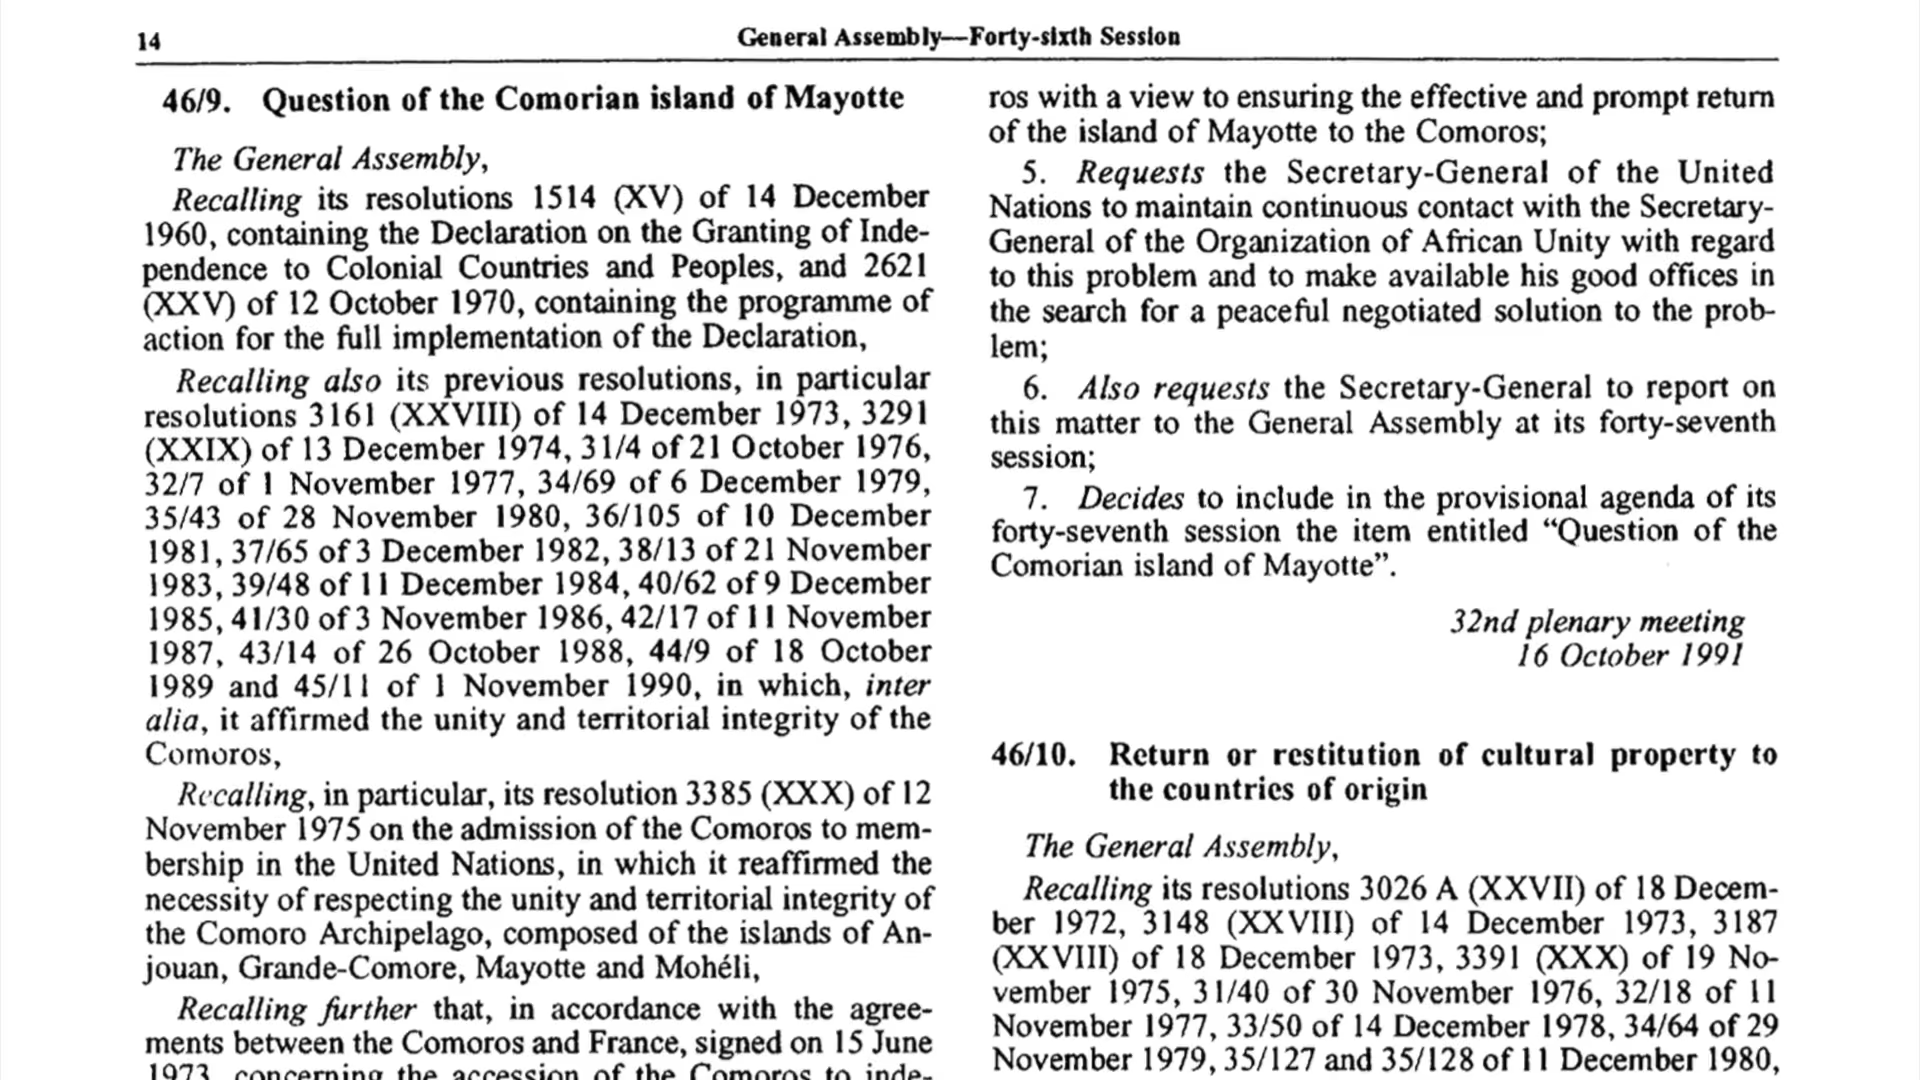 14
General Assembly—Forty-sixth Session
46/9. Question of the Comorian island of Mayotte
The General Assembly,
Recalling its resolutions 1514 (XV) of 14 December
1960, containing the Declaration on the Granting of Inde-
pendence to Colonial Countries and Peoples, and 2621
(XXV) of 12 October 1970, containing the programme of
action for the full implementation of the Declaration,
Recalling also its previous resolutions, in particular
resolutions 3161 (XXVIII) of 14 December 1973, 3291
(XXIX) of 13 December 1974, 31/4 of 21 October 1976,
32/7 of 1 November 1977, 34/69 of 6 December 1979,
35/43 of 28 November 1980, 36/105 of 10 December
1981, 37/65 of 3 December 1982, 38/13 of 21 November
1983, 39/48 of 11 December 1984, 40/62 of 9 December
1985, 41/30 of 3 November 1986, 42/17 of 11 November
1987, 43/14 of 26 October 1988, 44/9 of 18 October
1989 and 45/11 of 1 November 1990, in which, inter
alia, it affirmed the unity and territorial integrity of the
Comoros,
Recalling, in particular, its resolution 3385 (XXX) of 12
November 1975 on the admission of the Comoros to mem-
bership in the United Nations, in which it reaffirmed the
necessity of respecting the unity and territorial integrity of
the Comoro Archipelago, composed of the islands of An-
jouan, Grande-Comore, Mayotte and Mohéli,
Recalling further that, in accordance with the agree-
ments between the Comoros and France, signed on 15 June
1973, concerning the accession of the Comoros to inde-
ros with a view to ensuring the effective and prompt return
of the island of Mayotte to the Comoros;
5. Requests the Secretary-General of the United
Nations to maintain continuous contact with the Secretary-
General of the Organization of African Unity with regard
to this problem and to make available his good offices in
the search for a peaceful negotiated solution to the prob-
lem;
6. Also requests the Secretary-General to report on
this matter to the General Assembly at its forty-seventh
session;
7. Decides to include in the provisional agenda of its
forty-seventh session the item entitled “Question of the
Comorian island of Mayotte”.
32nd plenary meeting
16 October 1991
46/10. Return or restitution of cultural property to
the countries of origin
The General Assembly,
Recalling its resolutions 3026 A (XXVII) of 18 Decem-
ber 1972, 3148 (XXVIII) of 14 December 1973, 3187
(XXVIII) of 18 December 1973, 3391 (XXX) of 19 No-
vember 1975, 31/40 of 30 November 1976, 32/18 of 11
November 1977, 33/50 of 14 December 1978, 34/64 of 29
November 1979, 35/127 and 35/128 of 11 December 1980,